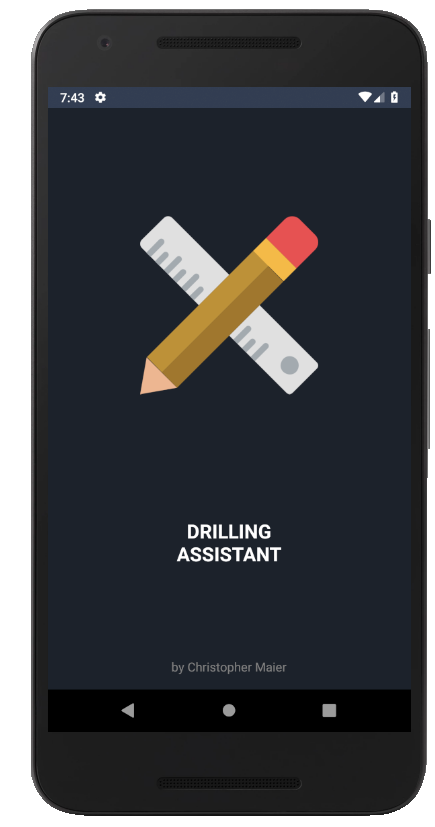 7:43
DRILLING
ASSISTANT
by Christopher Maier